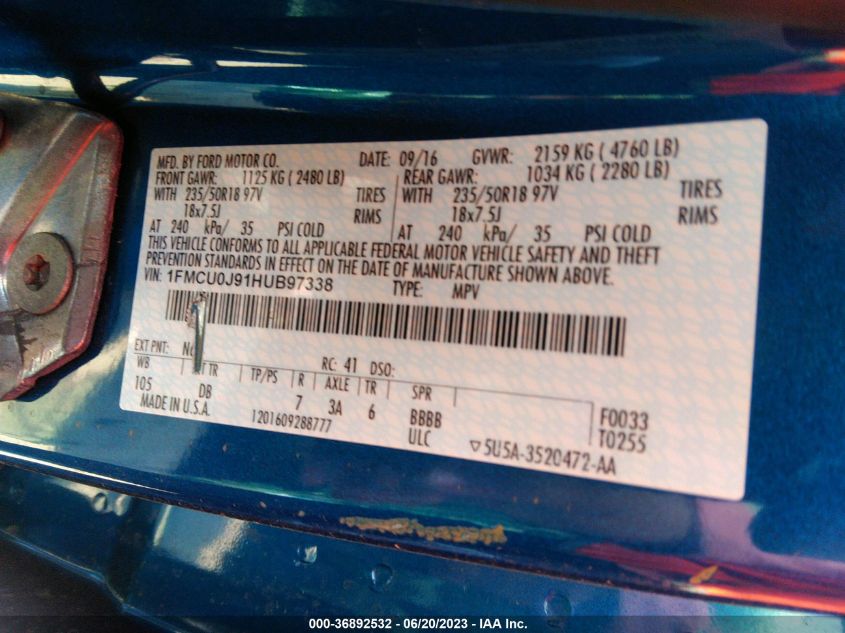 MFD. BY FORD MOTOR CO. DATE: 09/16 GVWR: 2159 KG ( 4760 LB)
FRONT GAWR: 1125 KG ( 2480 LB) REAR GAWR: 1034 KG ( 2280 LB)
WITH 235/50R18 97V TIRES WITH 235/50R18 97V TIRES
18x7.5J RIMS 18x7.5J RIMS
AT 240 kPa/ 35 PSI COLD AT 240 kPa/ 35 PSI COLD
THIS VEHICLE CONFORMS TO ALL APPLICABLE FEDERAL MOTOR VEHICLE SAFETY AND THEFT
PREVENTION STANDARDS IN EFFECT ON THE DATE OF MANUFACTURE SHOWN ABOVE.
VIN: 1FMCU0J91HUB97338 TYPE: MPV
EXT PNT: RC: 41 DSO:
WB TR TP/PS R AXLE TR SPR
105 DB 7 3A 6 BBBB F0033
MADE IN U.S.A. 1201609288777 ULC T0255
▽5U5A-3520472-AA
000-36892532 - 06/20/2023 - IAA Inc.